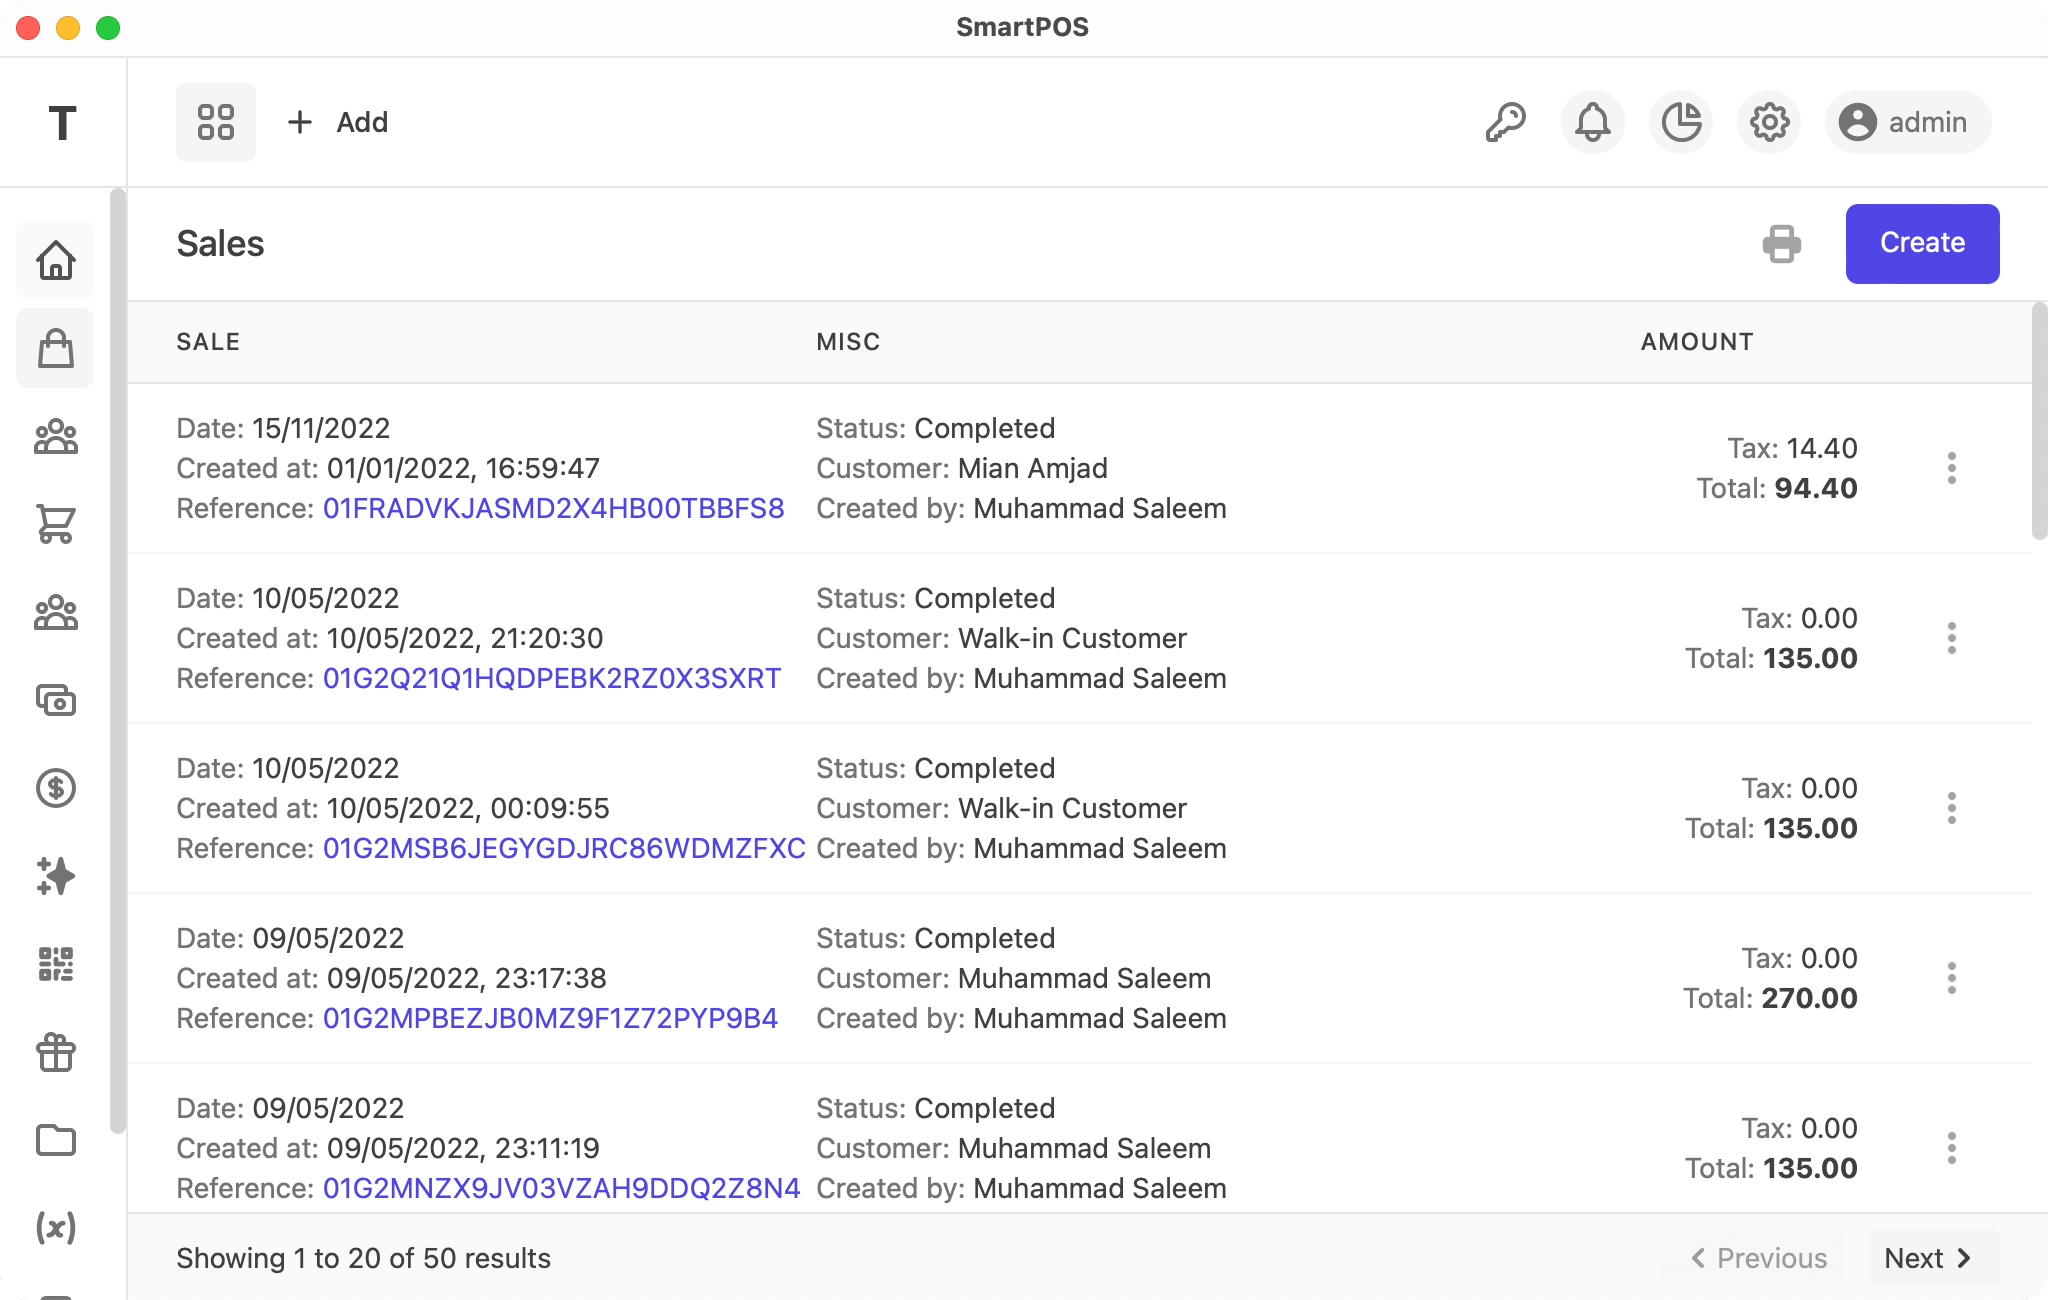 SmartPOS
T
Add
admin
Sales
Create
SALE MISC AMOUNT
Date: 15/11/2022
Created at: 01/01/2022, 16:59:47
Reference: 01FRADVKJASMD2X4HB00TBBFS8
Status: Completed
Customer: Mian Amjad
Created by: Muhammad Saleem
Tax: 14.40
Total: 94.40
Date: 10/05/2022
Created at: 10/05/2022, 21:20:30
Reference: 01G2Q21Q1HQDPEBK2RZ0X3SXRT
Status: Completed
Customer: Walk-in Customer
Created by: Muhammad Saleem
Tax: 0.00
Total: 135.00
Date: 10/05/2022
Created at: 10/05/2022, 00:09:55
Reference: 01G2MSB6JEGYGDJRC86WDMZFXC
Status: Completed
Customer: Walk-in Customer
Created by: Muhammad Saleem
Tax: 0.00
Total: 135.00
Date: 09/05/2022
Created at: 09/05/2022, 23:17:38
Reference: 01G2MPBEZJB0MZ9F1Z72PYP9B4
Status: Completed
Customer: Muhammad Saleem
Created by: Muhammad Saleem
Tax: 0.00
Total: 270.00
Date: 09/05/2022
Created at: 09/05/2022, 23:11:19
Reference: 01G2MNZX9JV03VZAH9DDQ2Z8N4
Status: Completed
Customer: Muhammad Saleem
Created by: Muhammad Saleem
Tax: 0.00
Total: 135.00
(x)
Showing 1 to 20 of 50 results
Previous
Next